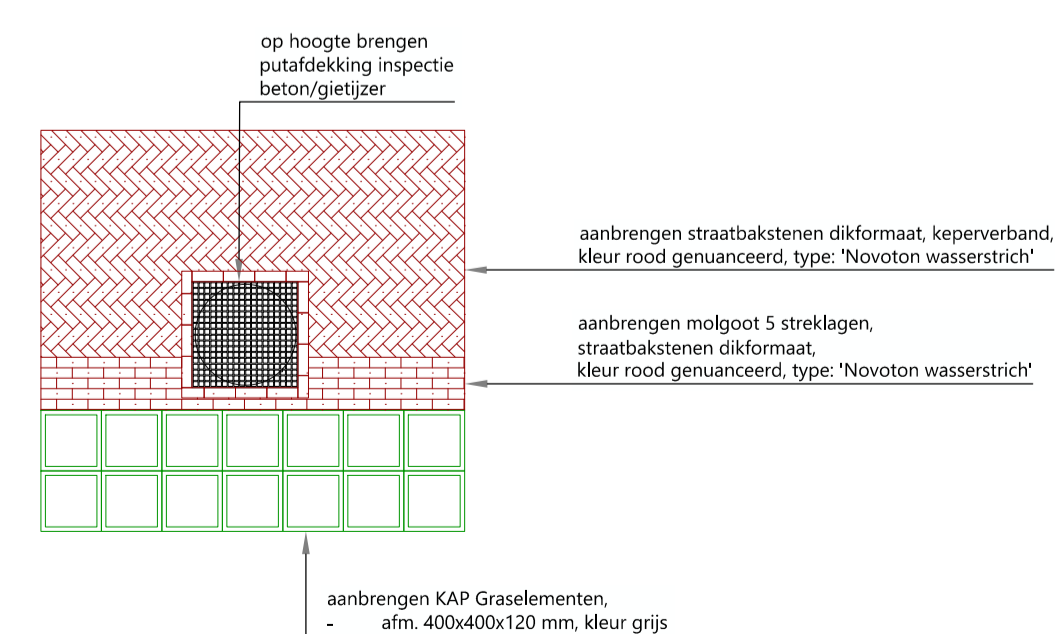 op hoogte brengen
putafdekking inspectie
beton/gietijzer
aanbrengen straatbakstenen dikformaat, keperverband,
kleur rood genuanceerd, type: 'Novoton wasserstrich'
aanbrengen molgoot 5 streklagen,
straatbakstenen dikformaat,
kleur rood genuanceerd, type: 'Novoton wasserstrich'
aanbrengen KAP Graselementen,
- afm. 400x400x120 mm, kleur grijs